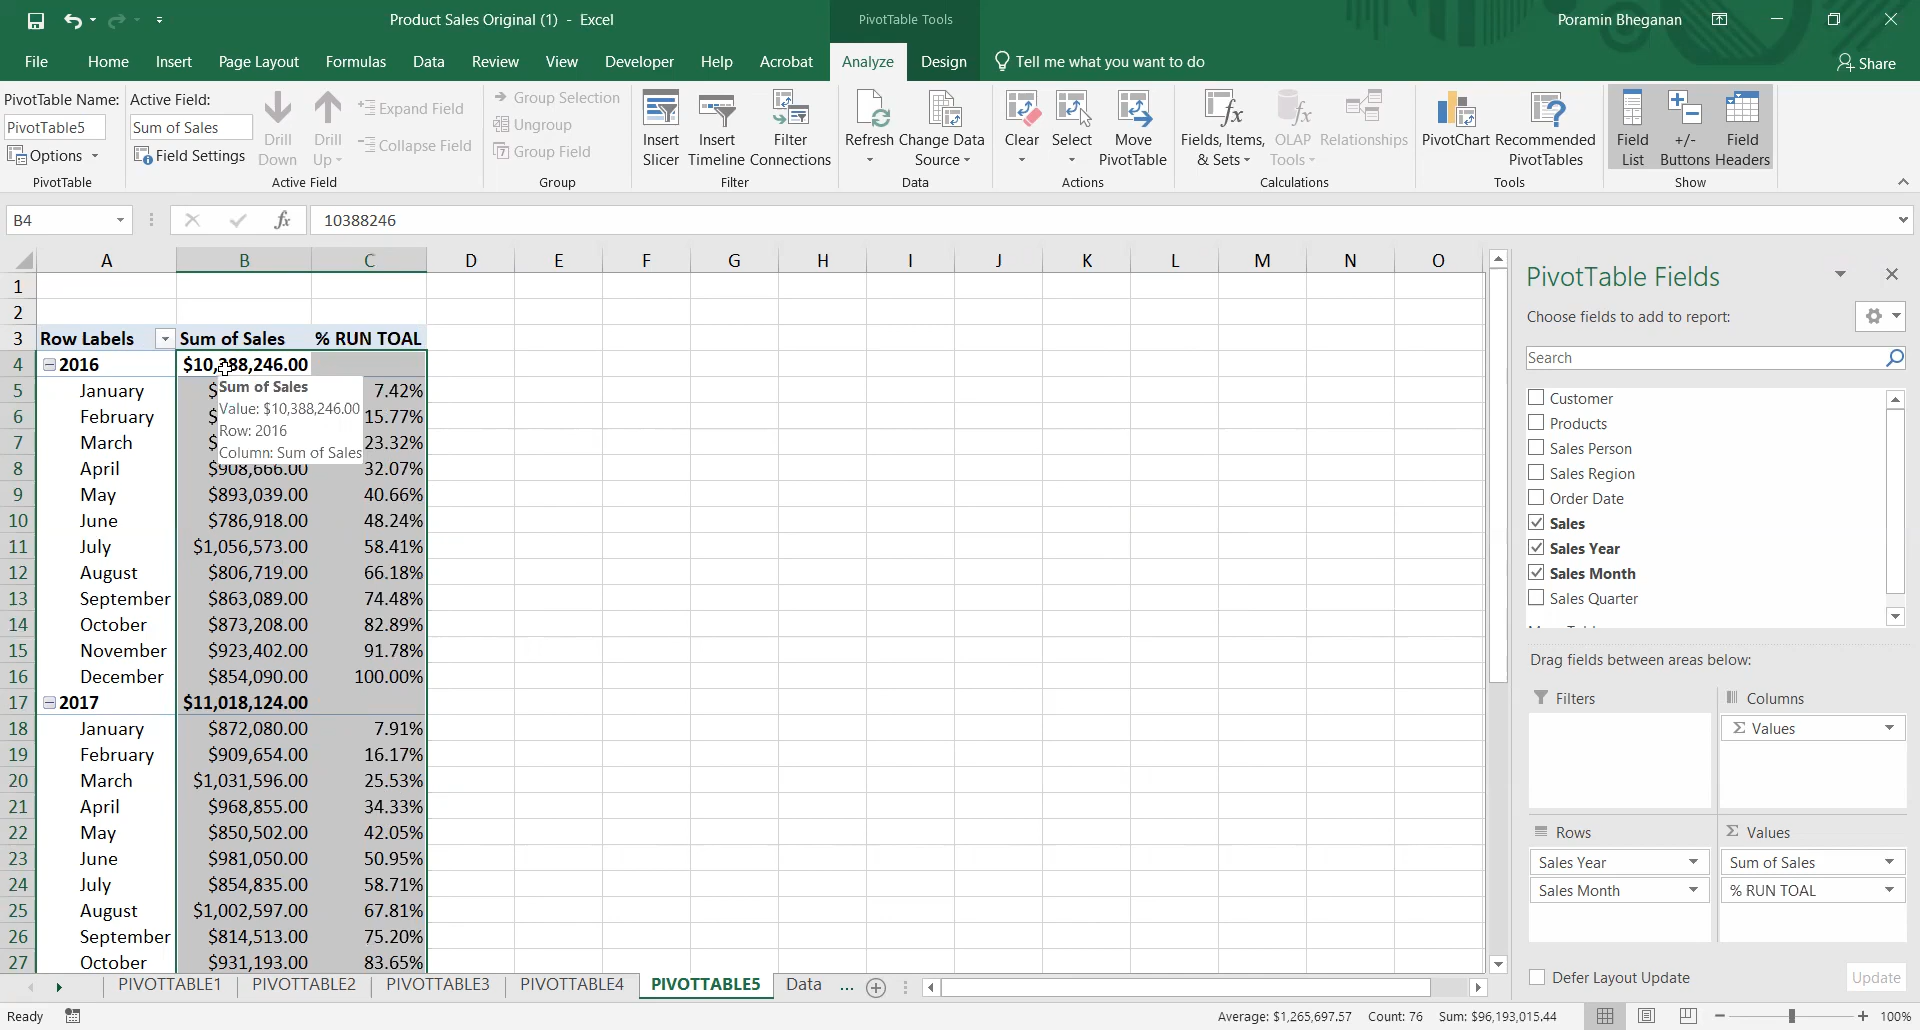 Product Sales Original (1) - Excel
PivotTable Tools
Poramin Bheganan
File Home Insert Page Layout Formulas Data Review View Developer Help Acrobat Analyze Design Tell me what you want to do Share
PivotTable Name:
PivotTable5
Options
PivotTable
Active Field:
Sum of Sales
Field Settings
Drill Down
Drill Up
Expand Field
Collapse Field
Active Field
Group Selection
Ungroup
Group Field
Group
Insert Slicer
Insert Timeline
Filter Connections
Filter
Refresh
Change Data Source
Data
Clear
Select
Move PivotTable
Actions
Fields, Items, & Sets
OLAP Tools
Relationships
Calculations
PivotChart
Recommended PivotTables
Tools
Field List
+/- Buttons
Field Headers
Show
B4 fx 10388246
A B C D E F G H I J K L M N O
1
2
3 Row Labels Sum of Sales % RUN TOAL
4 2016 $10,388,246.00
5 January $ 7.42%
6 February $ 15.77%
7 March $ 23.32%
8 April $908,666.00 32.07%
9 May $893,039.00 40.66%
10 June $786,918.00 48.24%
11 July $1,056,573.00 58.41%
12 August $806,719.00 66.18%
13 September $863,089.00 74.48%
14 October $873,208.00 82.89%
15 November $923,402.00 91.78%
16 December $854,090.00 100.00%
17 2017 $11,018,124.00
18 January $872,080.00 7.91%
19 February $909,654.00 16.17%
20 March $1,031,596.00 25.53%
21 April $968,855.00 34.33%
22 May $850,502.00 42.05%
23 June $981,050.00 50.95%
24 July $854,835.00 58.71%
25 August $1,002,597.00 67.81%
26 September $814,513.00 75.20%
27 October $931,193.00 83.65%
Sum of Sales
Value: $10,388,246.00
Row: 2016
Column: Sum of Sales
PivotTable Fields
Choose fields to add to report:
Search
Customer
Products
Sales Person
Sales Region
Order Date
Sales
Sales Year
Sales Month
Sales Quarter
Drag fields between areas below:
Filters
Columns
Σ Values
Rows
Sales Year
Sales Month
Σ Values
Sum of Sales
% RUN TOAL
Defer Layout Update
Update
PIVOTTABLE1 PIVOTTABLE2 PIVOTTABLE3 PIVOTTABLE4 PIVOTTABLE5 Data ...
Ready
Average: $1,265,697.57 Count: 76 Sum: $96,193,015.44
100%